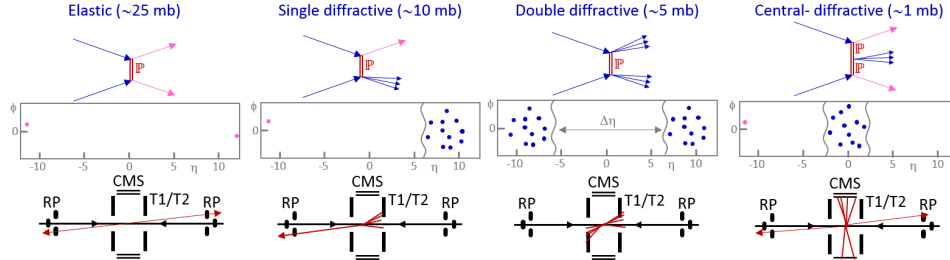 Elastic (~25 mb)
Single diffractive (~10 mb)
Double diffractive (~5 mb)
Central- diffractive (~1 mb)
ℙ
ℙ
ℙ
ℙ
ℙ
ϕ
0
-10 -5 0 5 η 10
ϕ
0
-10 -5 0 5 η 10
ϕ
0
Δη
-10 -5 0 5 η 10
ϕ
0
-10 -5 0 5 η 10
CMS
RP T1/T2 RP
CMS
RP T1/T2 RP
CMS
RP T1/T2 RP
CMS
RP T1/T2 RP